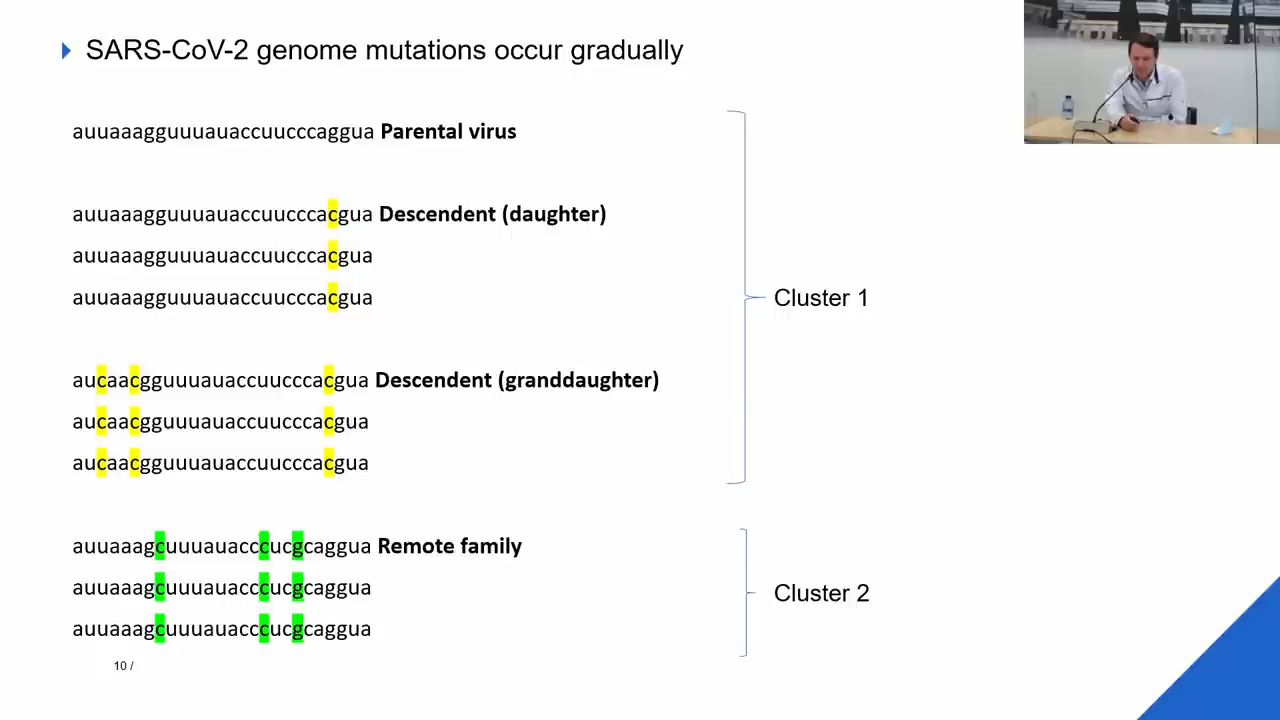 SARS-CoV-2 genome mutations occur gradually
auuaaagguuuauaccuucccaggua Parental virus
auuaaagguuuauaccuucccacgua Descendent (daughter)
auuaaagguuuauaccuucccacgua
auuaaagguuuauaccuucccacgua
Cluster 1
aucaacgguuuauaccuucccacgua Descendent (granddaughter)
aucaacgguuuauaccuucccacgua
aucaacgguuuauaccuucccacgua
auuaaagcuuuauacccucgcaggua Remote family
auuaaagcuuuauacccucgcaggua
Cluster 2
auuaaagcuuuauacccucgcaggua
10 /